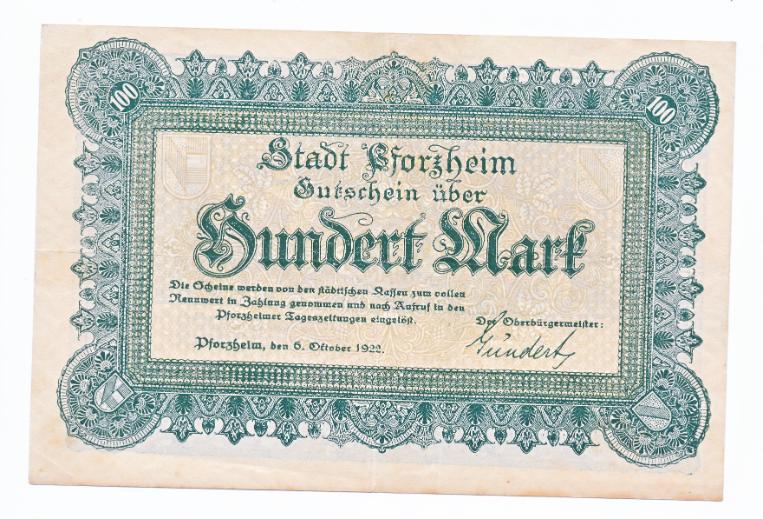 100
100
Stadt Pforzheim
Gutschein über
Hundert Mark
Die Scheine werden von den städtischen Kassen zum vollen
Nennwert in Zahlung genommen und nach Aufruf in den
Pforzheimer Tageszeitungen eingelöst.
Der Oberbürgermeister:
Gündert
Pforzheim, den 6. Oktober 1922.